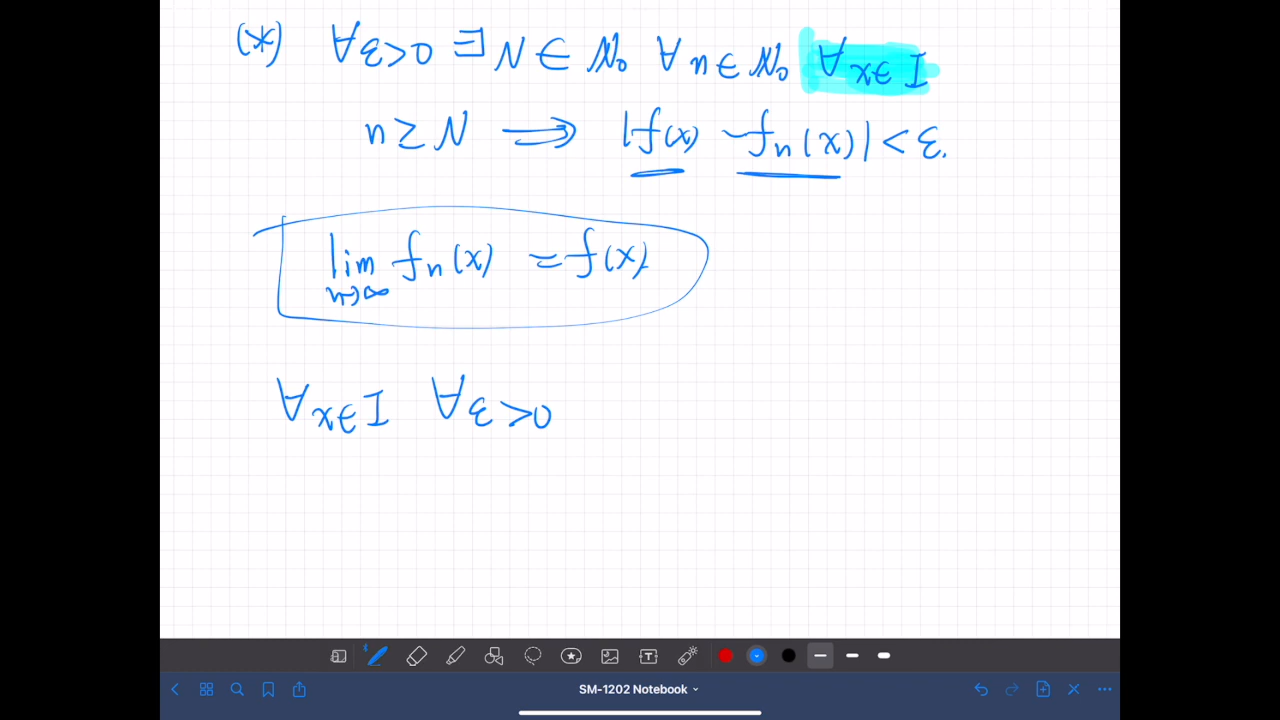 (*) ∀ε>0 ∃N∈ℕ₀ ∀n∈ℕ₀ ∀x∈I
n≥N ⟹ |f(x) -fₙ(x)|<ε.
lim fₙ(x) = f(x)
n→∞
∀x∈I ∀ε>0
SM-1202 Notebook